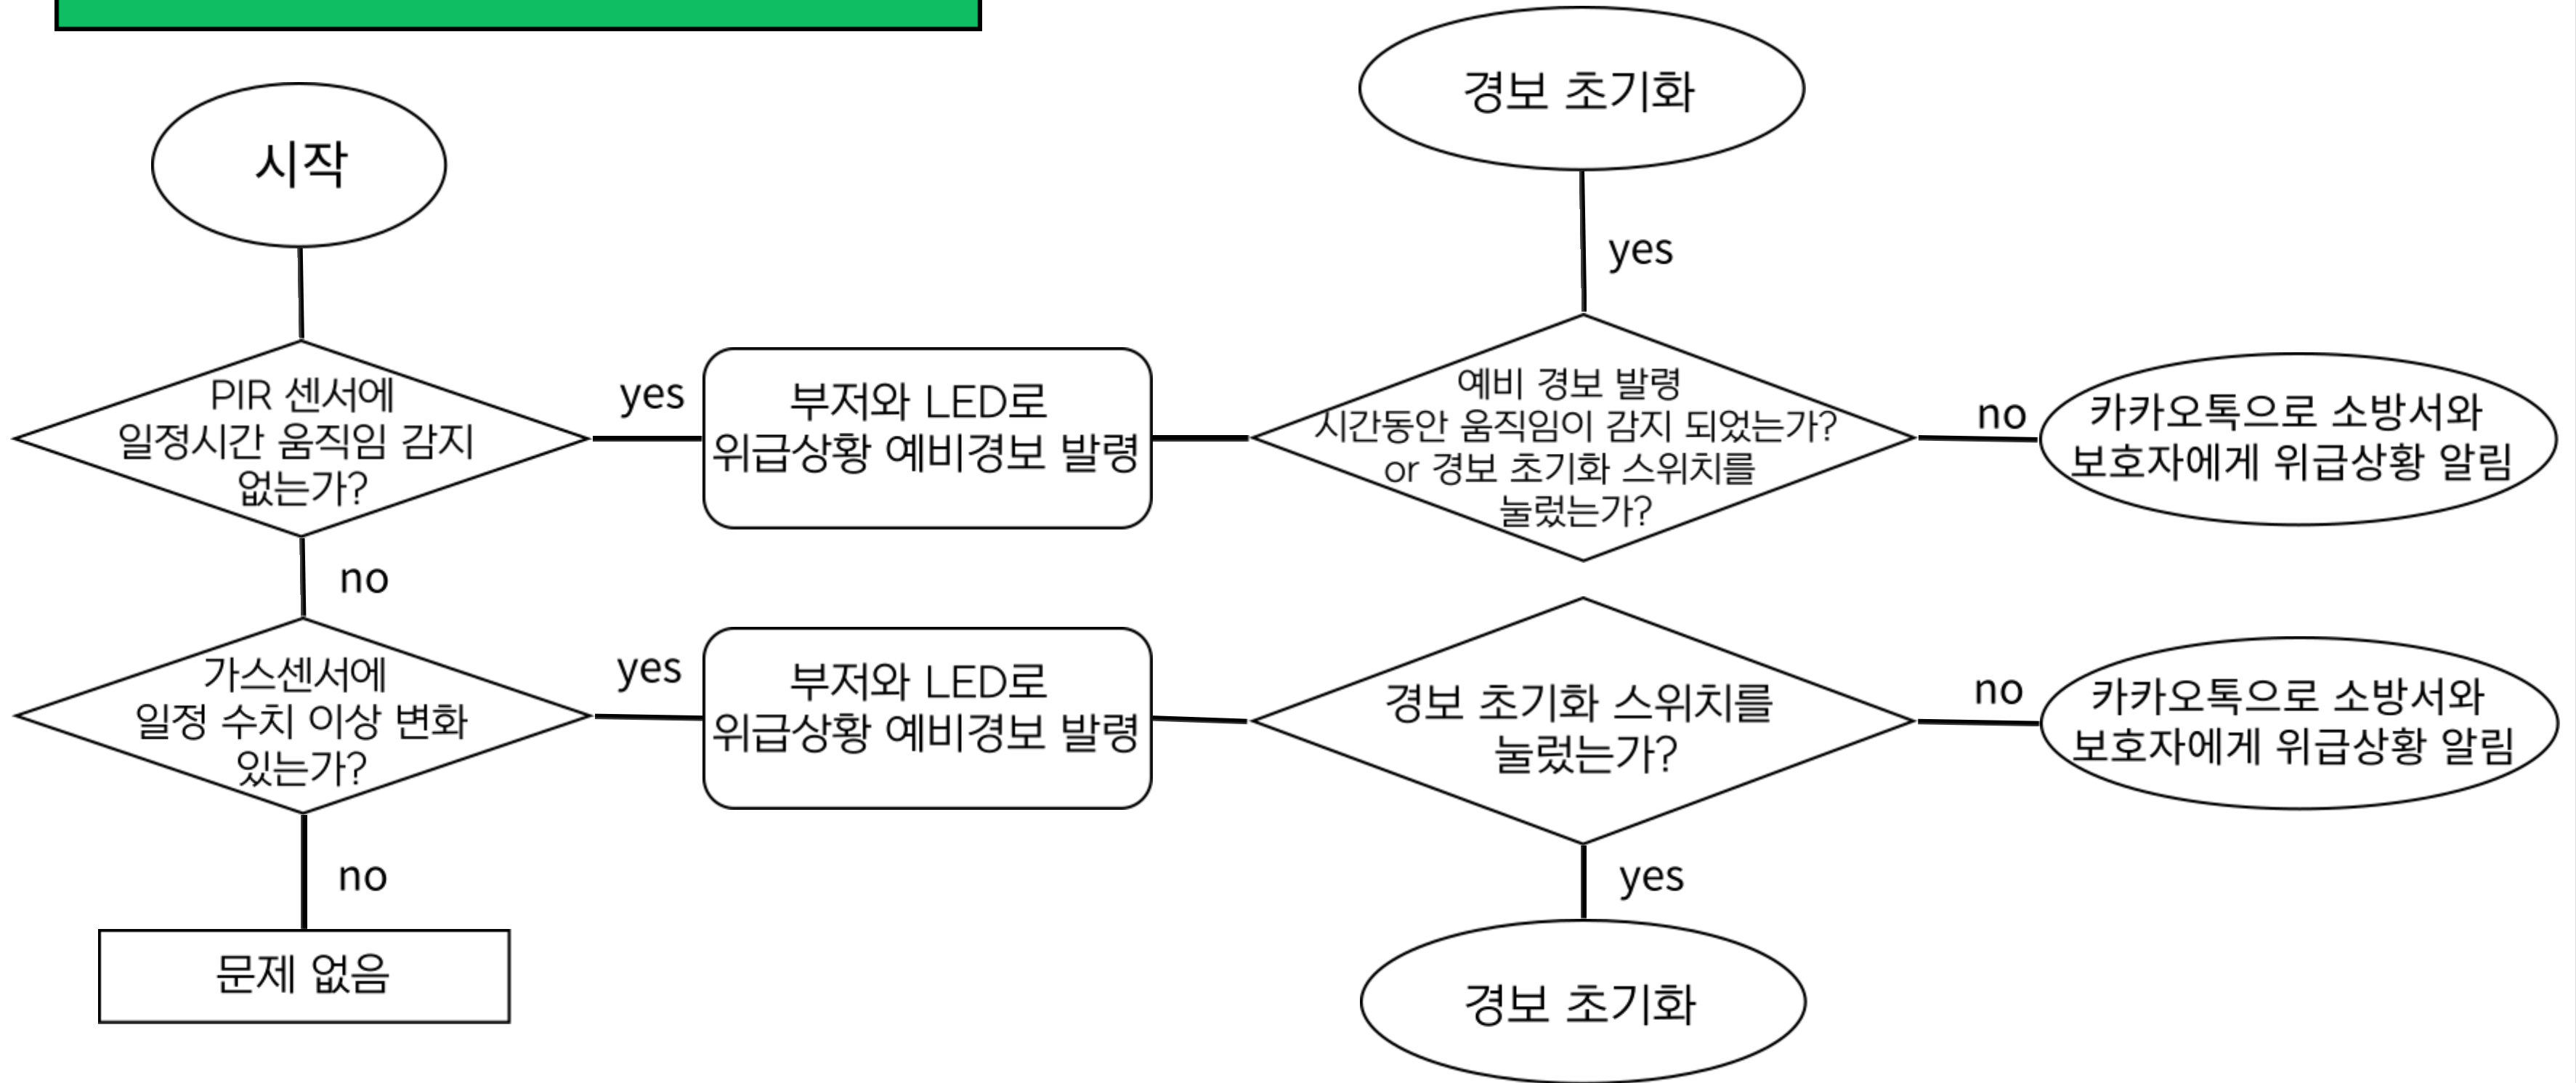 경보 초기화
시작
yes
PIR 센서에
일정시간 움직임 감지
없는가?
yes
부저와 LED로
위급상황 예비경보 발령
예비 경보 발령
시간동안 움직임이 감지 되었는가?
or 경보 초기화 스위치를
눌렀는가?
no
카카오톡으로 소방서와
보호자에게 위급상황 알림
no
가스센서에
일정 수치 이상 변화
있는가?
yes
부저와 LED로
위급상황 예비경보 발령
경보 초기화 스위치를
눌렀는가?
no
카카오톡으로 소방서와
보호자에게 위급상황 알림
no
yes
문제 없음
경보 초기화